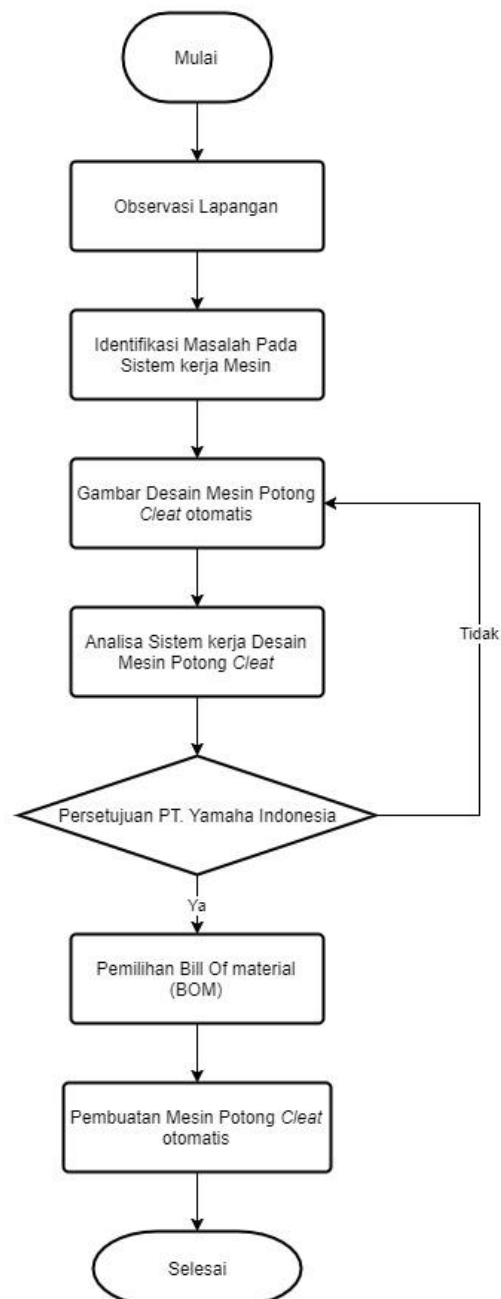 Mulai
Observasi Lapangan
Identifikasi Masalah Pada
Sistem kerja Mesin
Gambar Desain Mesin Potong
Cleat otomatis
Tidak
Analisa Sistem kerja Desain
Mesin Potong Cleat
Persetujuan PT. Yamaha Indonesia
Ya
Pemilihan Bill Of material
(BOM)
Pembuatan Mesin Potong Cleat
otomatis
Selesai